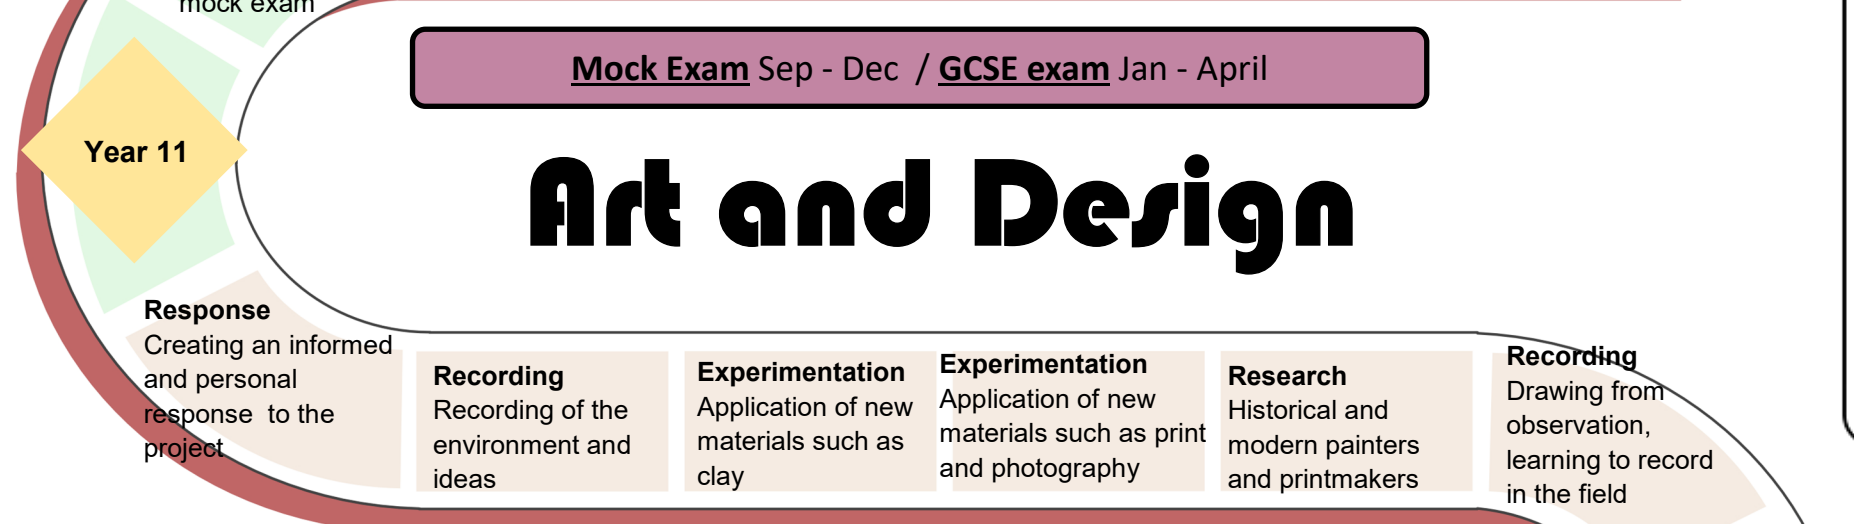 mock exam
Mock Exam Sep - Dec / GCSE exam Jan - April
Year 11
Art and Design
Response
Creating an informed
and personal
response to the
project
Recording
Recording of the
environment and
ideas
Experimentation
Application of new
materials such as
clay
Experimentation
Application of new
materials such as print
and photography
Research
Historical and
modern painters
and printmakers
Recording
Drawing from
observation,
learning to record
in the field